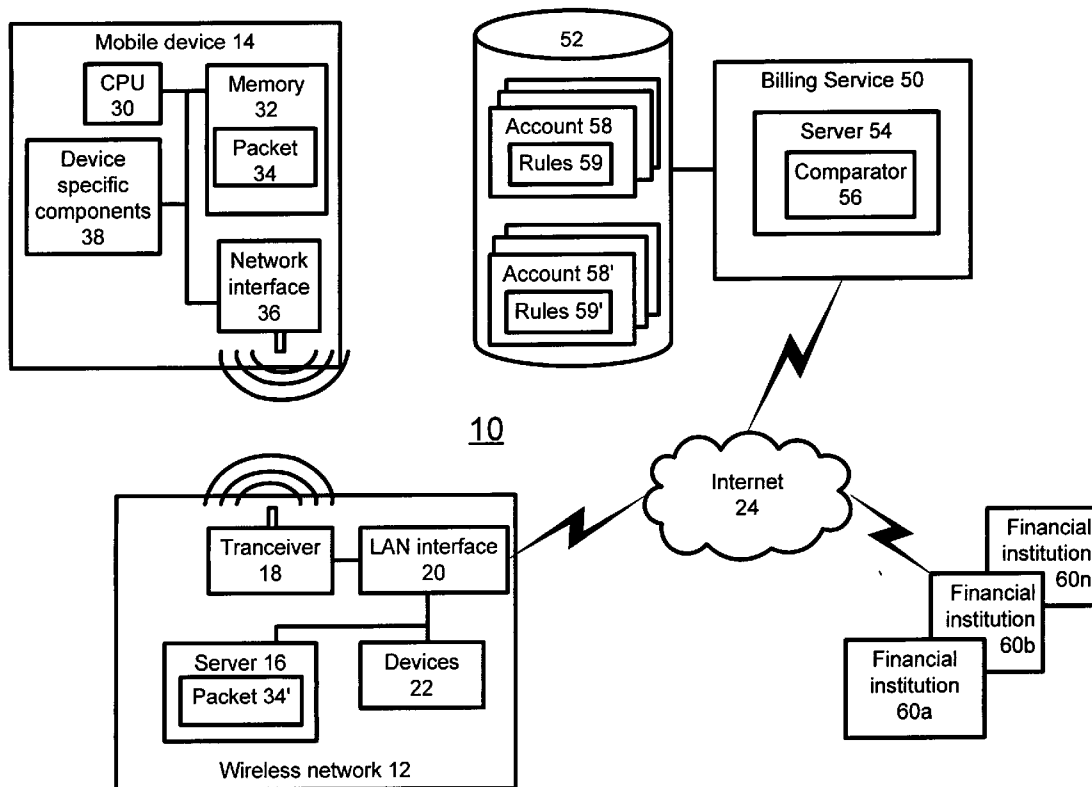 Mobile device 14
CPU
30
Memory
32
Packet
34
Device
specific
components
38
Network
interface
36
52
Account 58
Rules 59
Account 58'
Rules 59'
Billing Service 50
Server 54
Comparator
56
10
Internet
24
Tranceiver
18
LAN interface
20
Server 16
Packet 34'
Devices
22
Wireless network 12
Financial
institution
60n
Financial
institution
60b
Financial
institution
60a